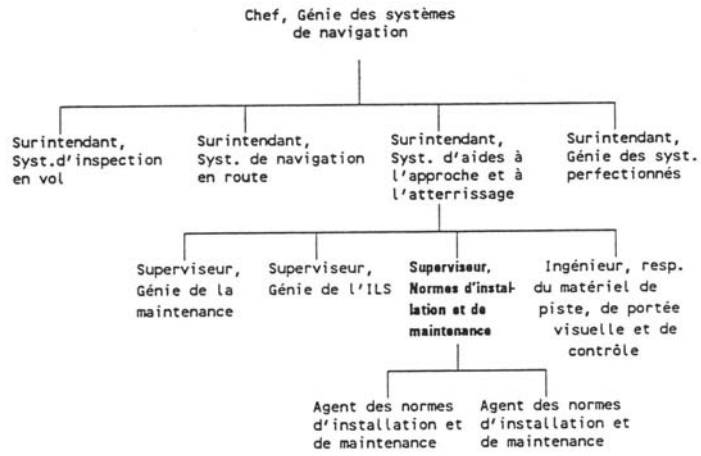 Chef, Génie des systèmes
de navigation
Surintendant,
Syst.d'inspection
en vol
Surintendant,
Syst. de navigation
en route
Surintendant,
Syst. d'aides à
l'approche et à
l'atterrissage
Surintendant,
Génie des syst.
perfectionnés
Superviseur,
Génie de la
maintenance
Superviseur,
Génie de l'ILS
Superviseur,
Normes d'instal-
lation et de
maintenance
Ingénieur, resp.
du matériel de
piste, de portée
visuelle et de
contrôle
Agent des normes
d'installation et
de maintenance
Agent des normes
d'installation et
de maintenance